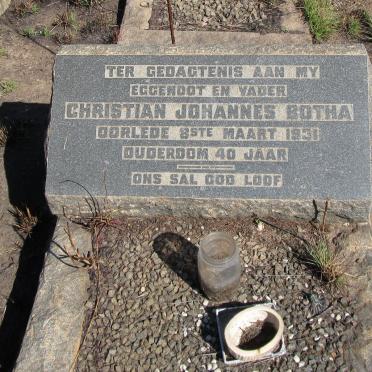 TER GEDAGTENIS AAN MY
EGGENOOT EN VADER
CHRISTIAN JOHANNES BOTHA
OORLEDE 8STE MAART 1931
OUDERDOM 40 JAAR
ONS SAL GOD LOOF